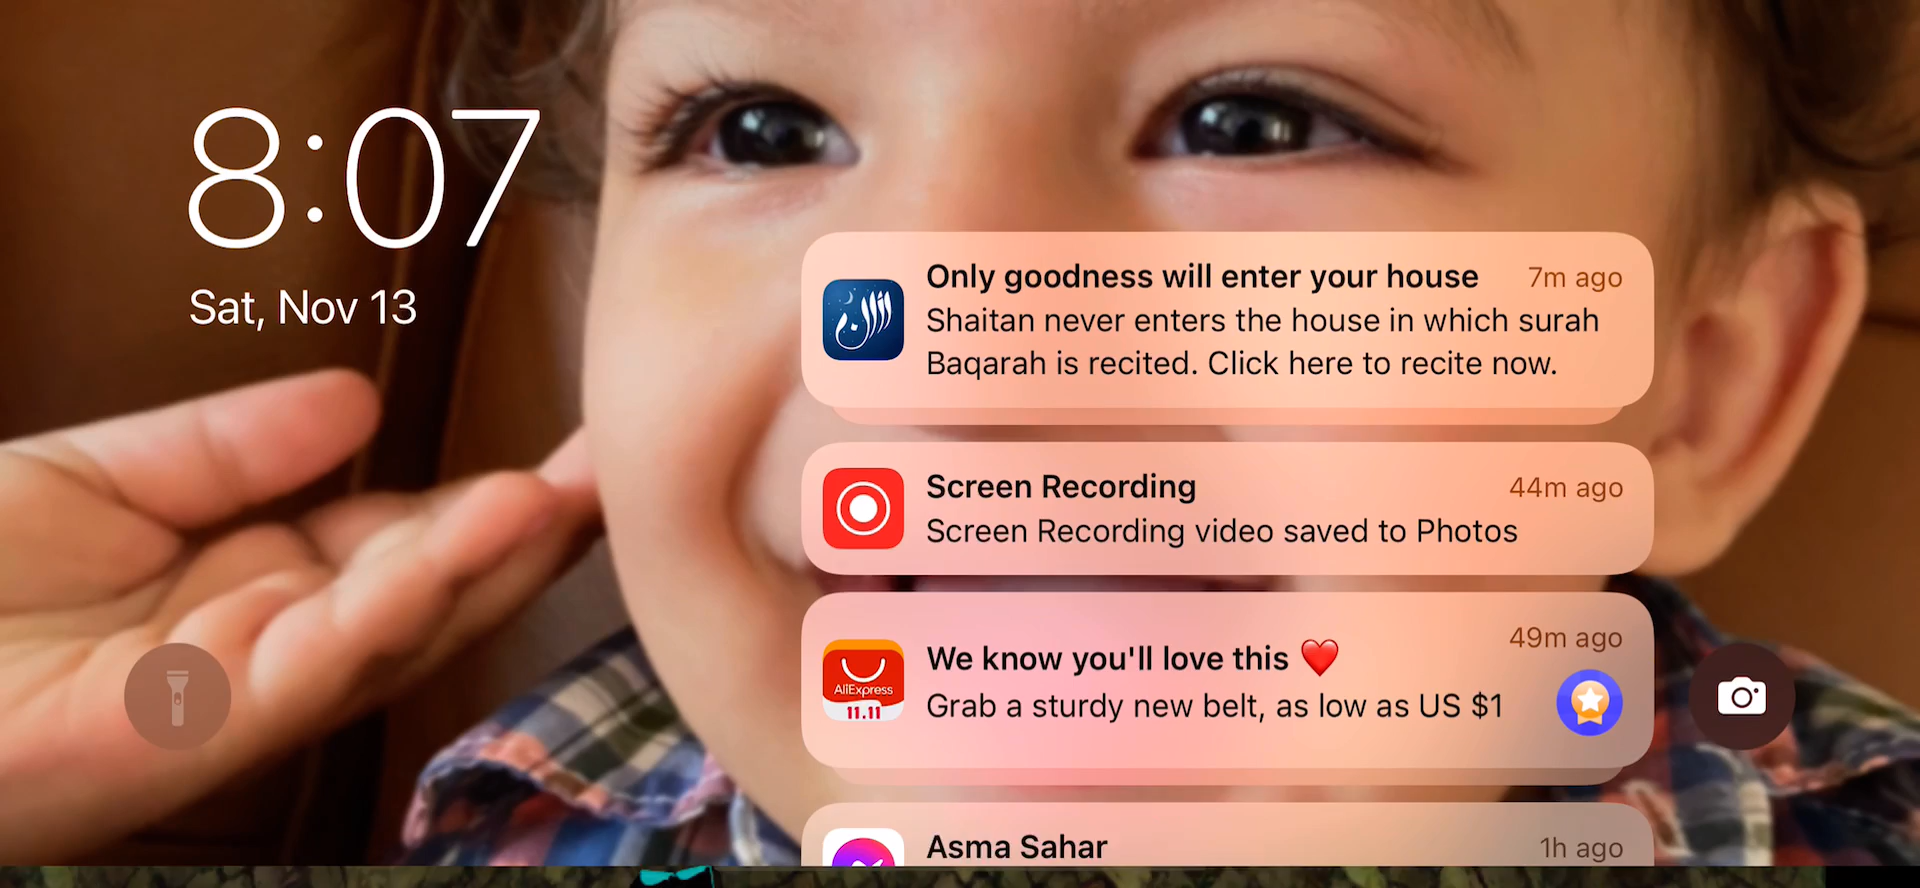 8:07
Sat, Nov 13
Only goodness will enter your house 7m ago
Shaitan never enters the house in which surah
Baqarah is recited. Click here to recite now.
Screen Recording 44m ago
Screen Recording video saved to Photos
49m ago
We know you'll love this ❤️
Grab a sturdy new belt, as low as US $1
AliExpress
11.11
Asma Sahar 1h ago